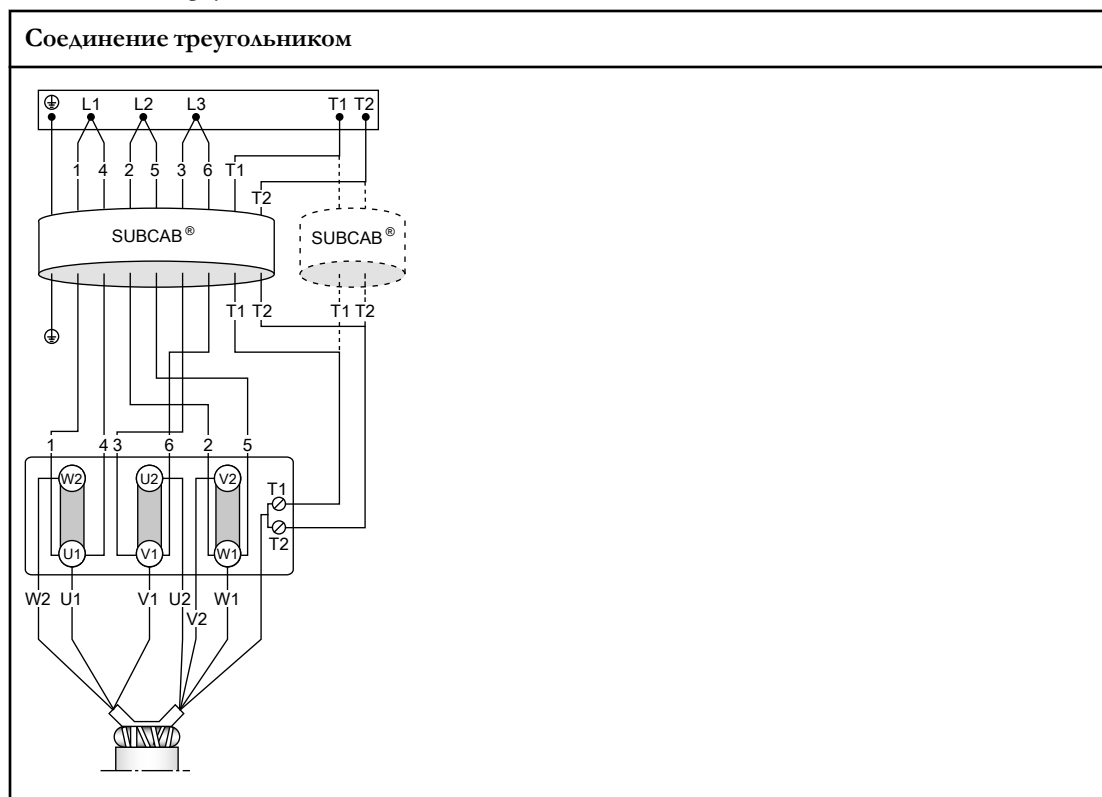 Соединение треугольником
L1 L2 L3 T1 T2
1 4 2 5 3 6 T1
T2
SUBCAB® SUBCAB®
T1 T2 T1 T2
1 4 3 6 2 5
W2 U2 V2
T1
U1 V1 W1
T2
W2 U1 V1 U2 W1
V2